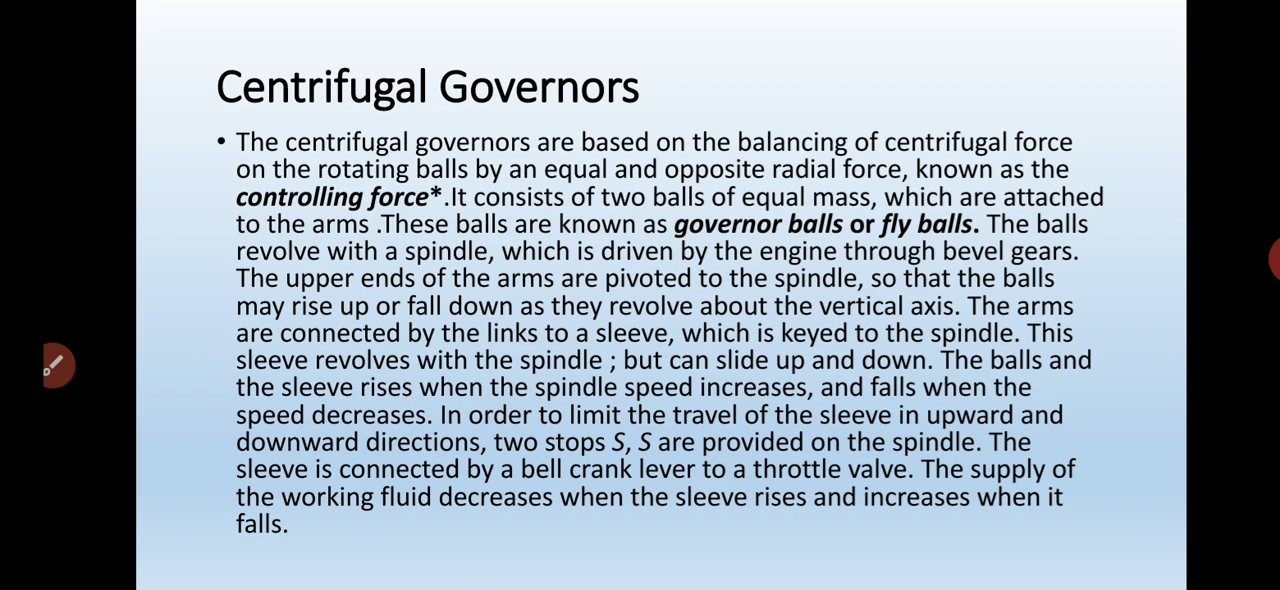 Centrifugal Governors
• The centrifugal governors are based on the balancing of centrifugal force
on the rotating balls by an equal and opposite radial force, known as the
controlling force*.It consists of two balls of equal mass, which are attached
to the arms .These balls are known as governor balls or fly balls. The balls
revolve with a spindle, which is driven by the engine through bevel gears.
The upper ends of the arms are pivoted to the spindle, so that the balls
may rise up or fall down as they revolve about the vertical axis. The arms
are connected by the links to a sleeve, which is keyed to the spindle. This
sleeve revolves with the spindle ; but can slide up and down. The balls and
the sleeve rises when the spindle speed increases, and falls when the
speed decreases. In order to limit the travel of the sleeve in upward and
downward directions, two stops S, S are provided on the spindle. The
sleeve is connected by a bell crank lever to a throttle valve. The supply of
the working fluid decreases when the sleeve rises and increases when it
falls.